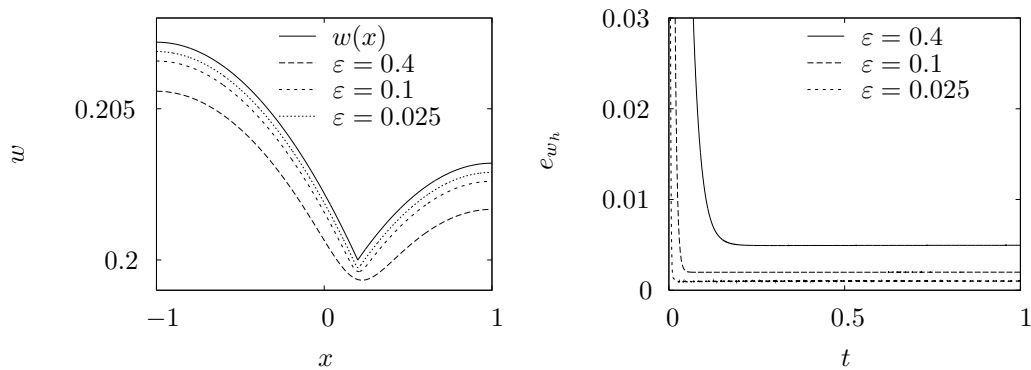 w(x)
ε = 0.4
ε = 0.1
ε = 0.025
0.205
0.2
w
−1
0
1
x
0.03
0.02
0.01
0
e_{w_h}
ε = 0.4
ε = 0.1
ε = 0.025
0
0.5
1
t